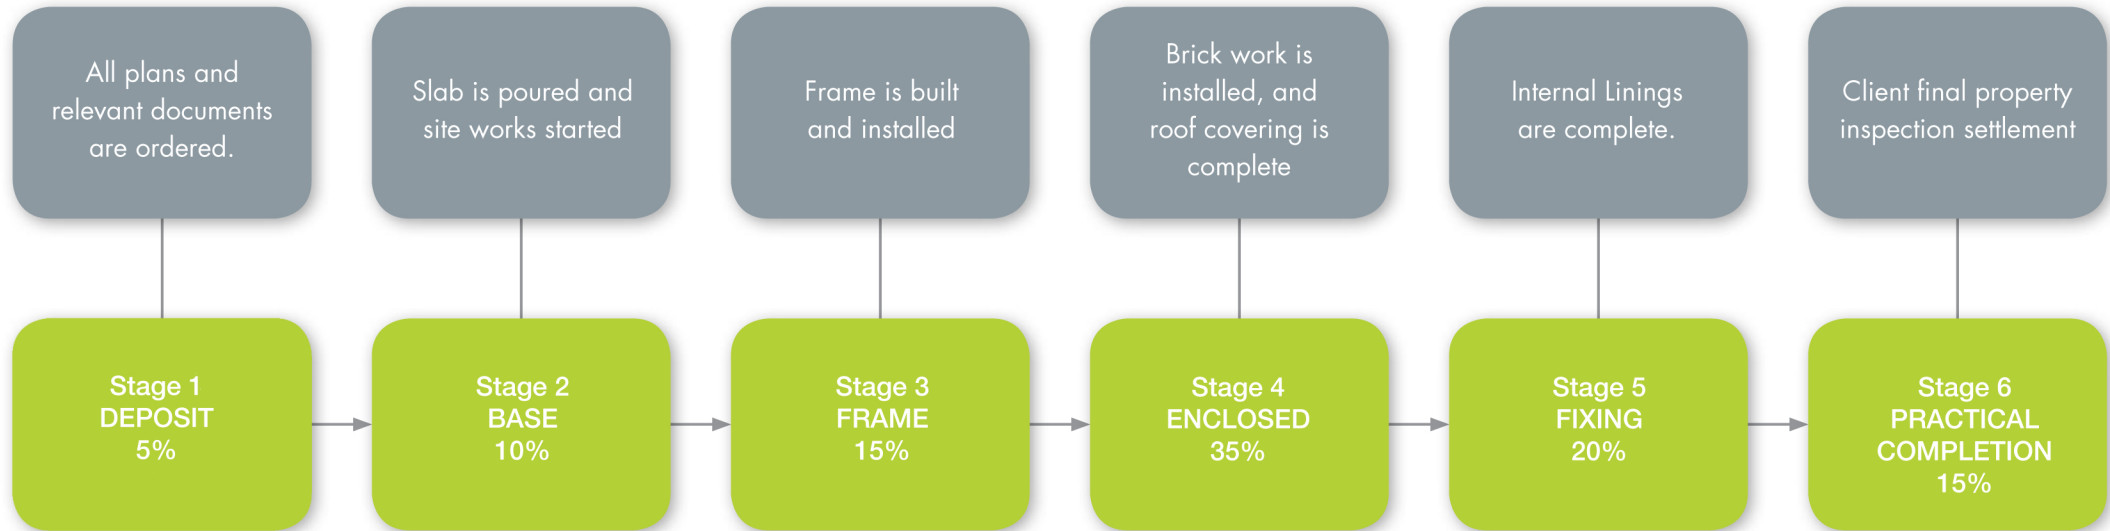 All plans and
relevant documents
are ordered.
Slab is poured and
site works started
Frame is built
and installed
Brick work is
installed, and
roof covering is
complete
Internal Linings
are complete.
Client final property
inspection settlement
Stage 1
DEPOSIT
5%
Stage 2
BASE
10%
Stage 3
FRAME
15%
Stage 4
ENCLOSED
35%
Stage 5
FIXING
20%
Stage 6
PRACTICAL
COMPLETION
15%